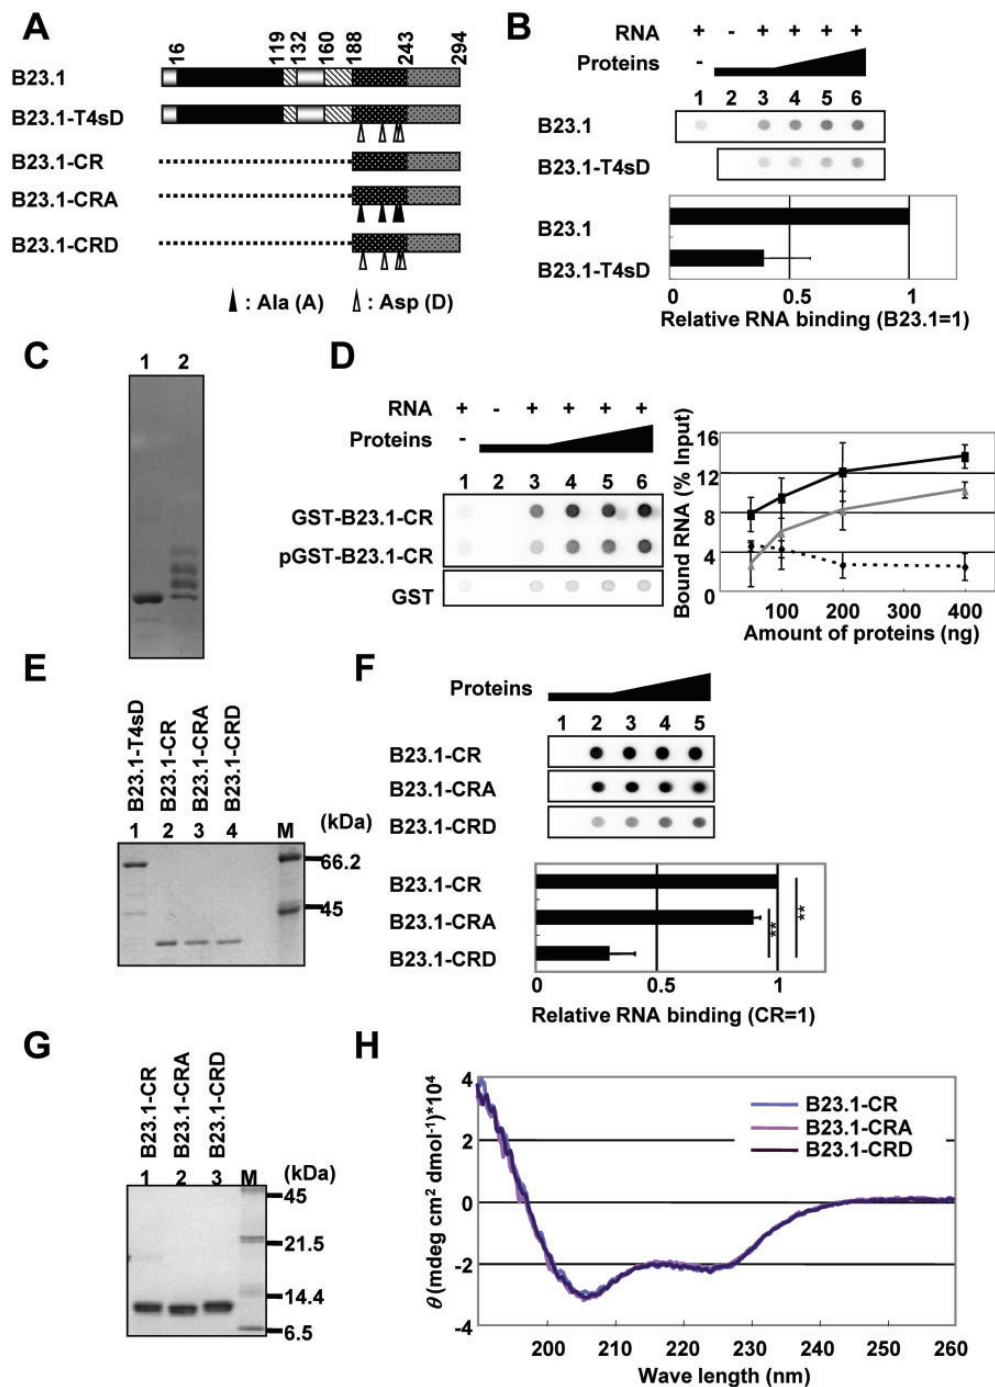 A
16 119 132 160 188 243 294
B23.1
B23.1-T4sD
B23.1-CR
B23.1-CRA
B23.1-CRD
: Ala (A) : Asp (D)
B
RNA + - + + + +
Proteins -
1 2 3 4 5 6
B23.1
B23.1-T4sD
B23.1
B23.1-T4sD
0 0.5 1
Relative RNA binding (B23.1=1)
C
1 2
D
RNA + - + + + +
Proteins -
1 2 3 4 5 6
GST-B23.1-CR
pGST-B23.1-CR
GST
Bound RNA (% Input)
16
12
8
4
0
100 200 300 400
Amount of proteins (ng)
E
B23.1-T4sD
B23.1-CR
B23.1-CRA
B23.1-CRD
1 2 3 4 M (kDa)
66.2
45
F
Proteins
1 2 3 4 5
B23.1-CR
B23.1-CRA
B23.1-CRD
B23.1-CR
B23.1-CRA
B23.1-CRD
**
**
0 0.5 1
Relative RNA binding (CR=1)
G
B23.1-CR
B23.1-CRA
B23.1-CRD
1 2 3 M (kDa)
45
21.5
14.4
6.5
H
θ (mdeg cm² dmol⁻¹)*10⁴
4
2
0
-2
-4
B23.1-CR
B23.1-CRA
B23.1-CRD
200 210 220 230 240 250 260
Wave length (nm)